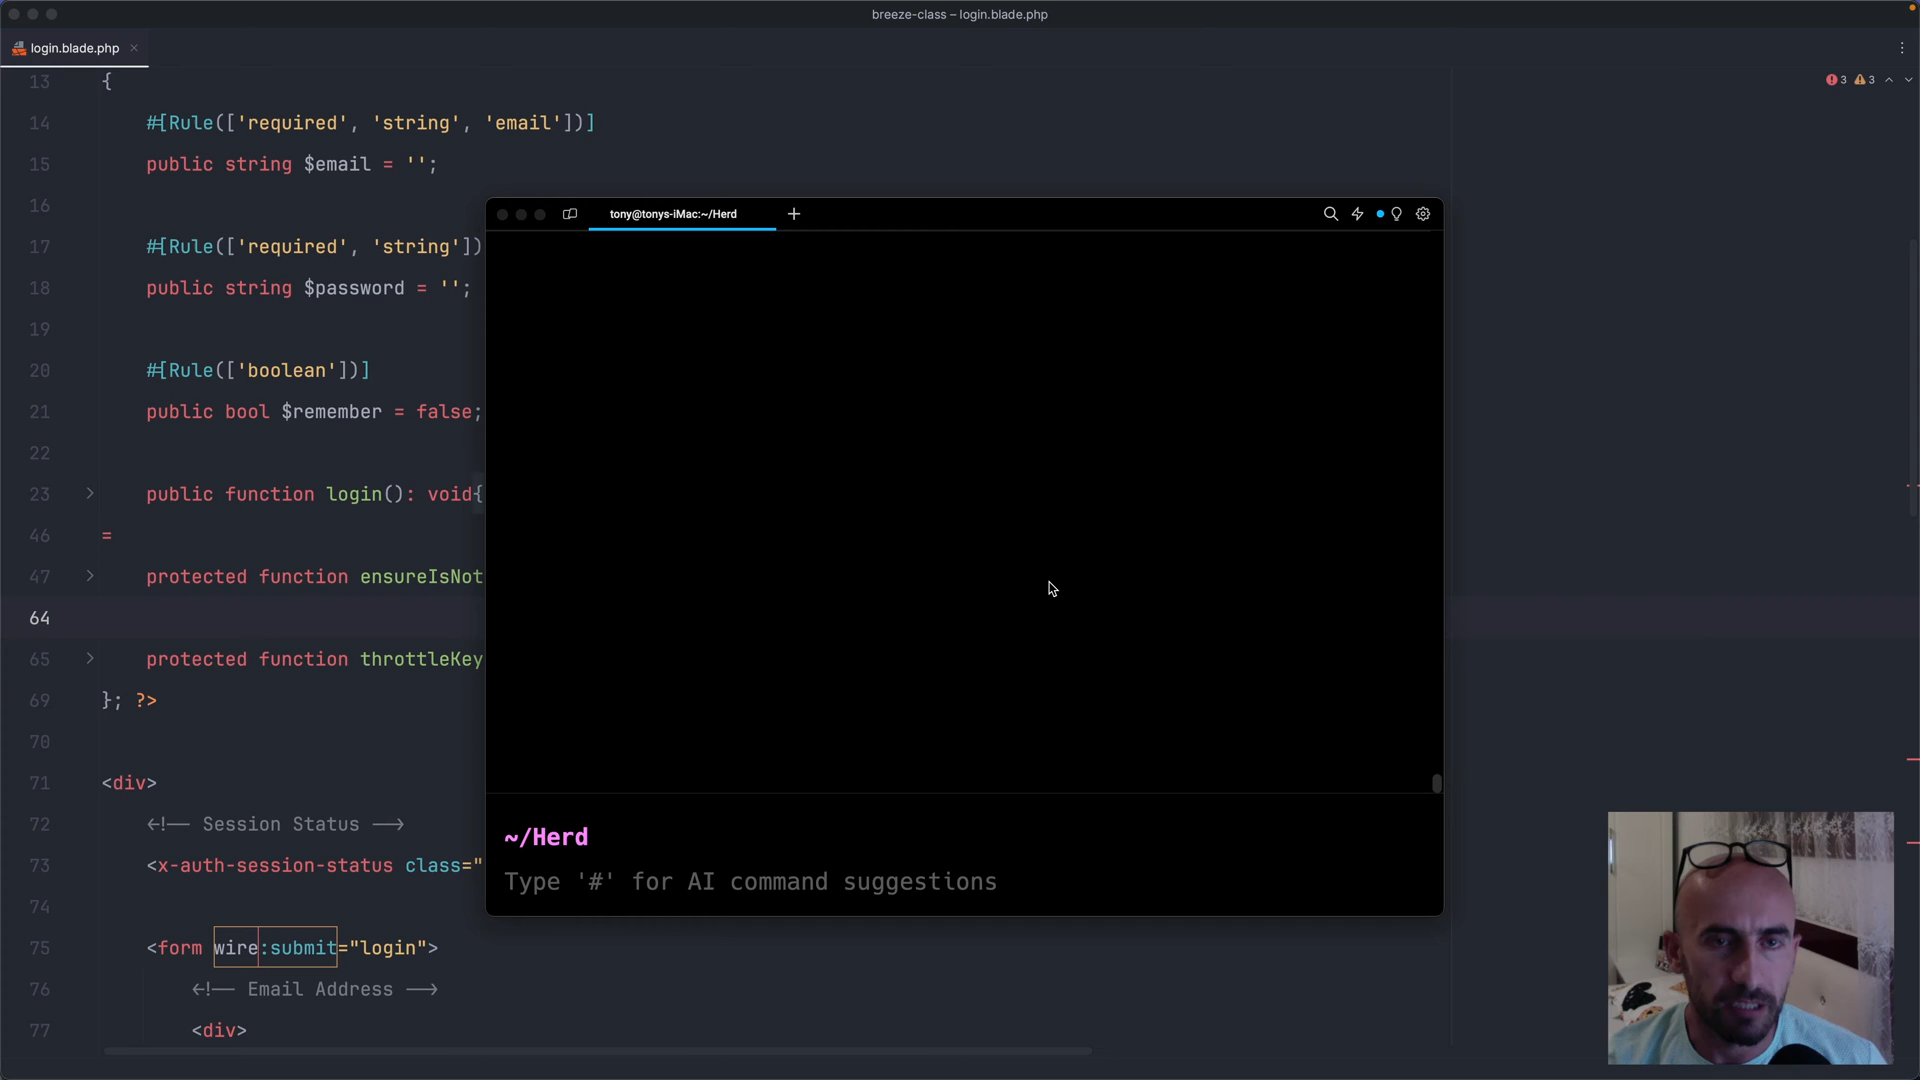 breeze-class – login.blade.php
login.blade.php
3 3
13 {
14 #[Rule(['required', 'string', 'email'])]
15 public string $email = '';
16
17 #[Rule(['required', 'string'])
18 public string $password = '';
19
20 #[Rule(['boolean'])]
21 public bool $remember = false;
22
23 public function login(): void{
46 =
47 protected function ensureIsNot
64
65 protected function throttleKey
69 }; ?>
70
71 <div>
72 <!-- Session Status -->
73 <x-auth-session-status class="
74
75 <form wire:submit="login">
76 <!-- Email Address -->
77 <div>
tony@tonys-iMac:~/Herd
~/Herd
Type '#' for AI command suggestions